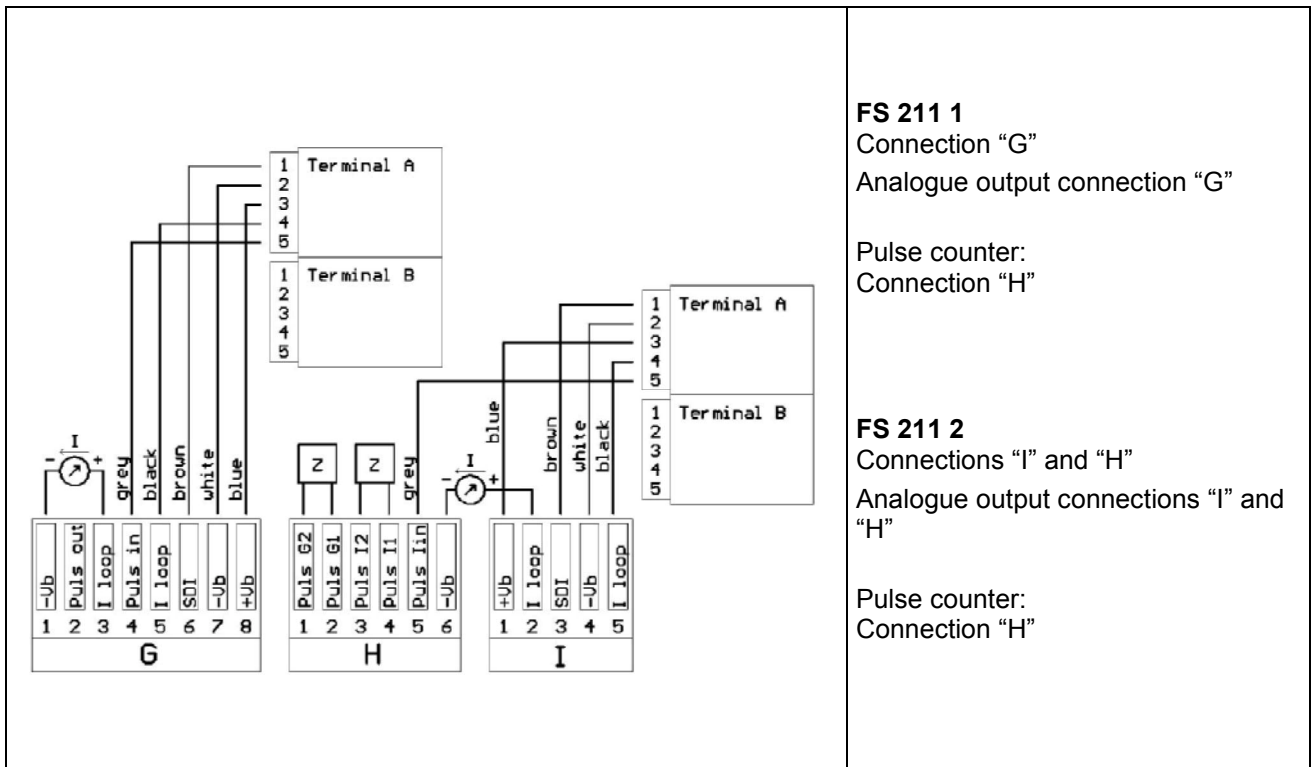 1 Terminal A
2
3
4
5
1 Terminal B
2
3
4
5
1 Terminal A
2
3
4
5
1 Terminal B
2
3
4
5
I
- +
grey
black
brown
white
blue
Z
Z
grey
I
- +
blue
brown
white
black
-Vb
Puls out
I loop
Puls in
I loop
SDI
-Vb
+Vb
1 2 3 4 5 6 7 8
G
Puls G2
Puls G1
Puls I2
Puls I1
Puls Iin
-Vb
1 2 3 4 5 6
H
+Vb
I loop
SDI
-Vb
I loop
1 2 3 4 5
I
FS 211 1
Connection “G”
Analogue output connection “G”
Pulse counter:
Connection “H”
FS 211 2
Connections “I” and “H”
Analogue output connections “I” and
“H”
Pulse counter:
Connection “H”